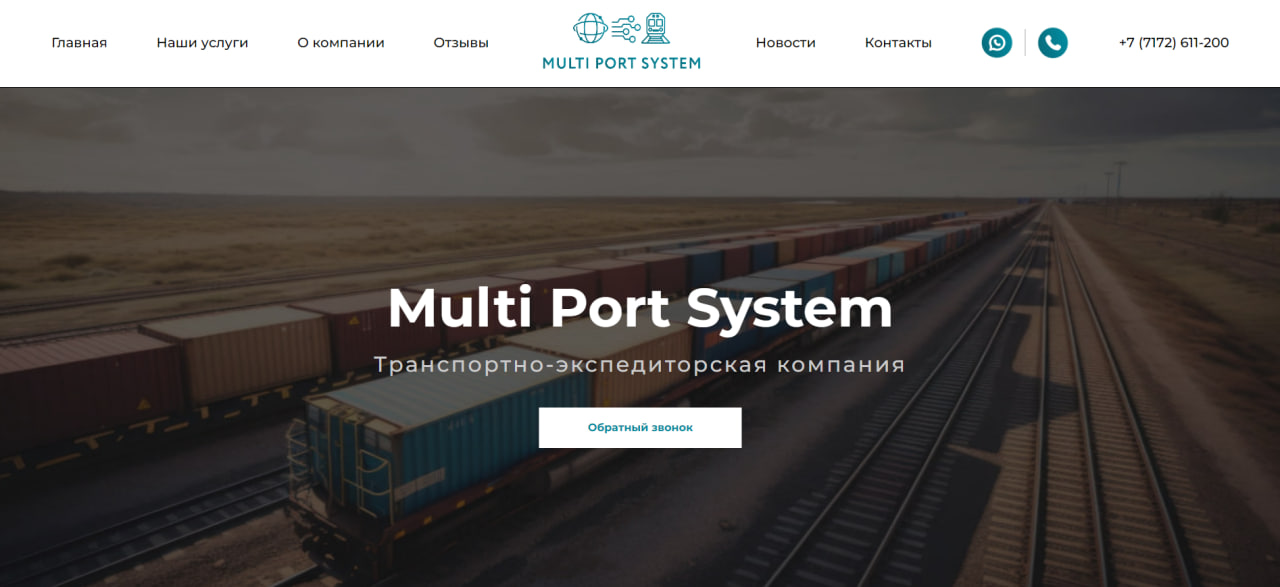 Главная
Наши услуги
О компании
Отзывы
MULTI PORT SYSTEM
Новости
Контакты
+7 (7172) 611-200
Multi Port System
Транспортно-экспедиторская компания
Обратный звонок